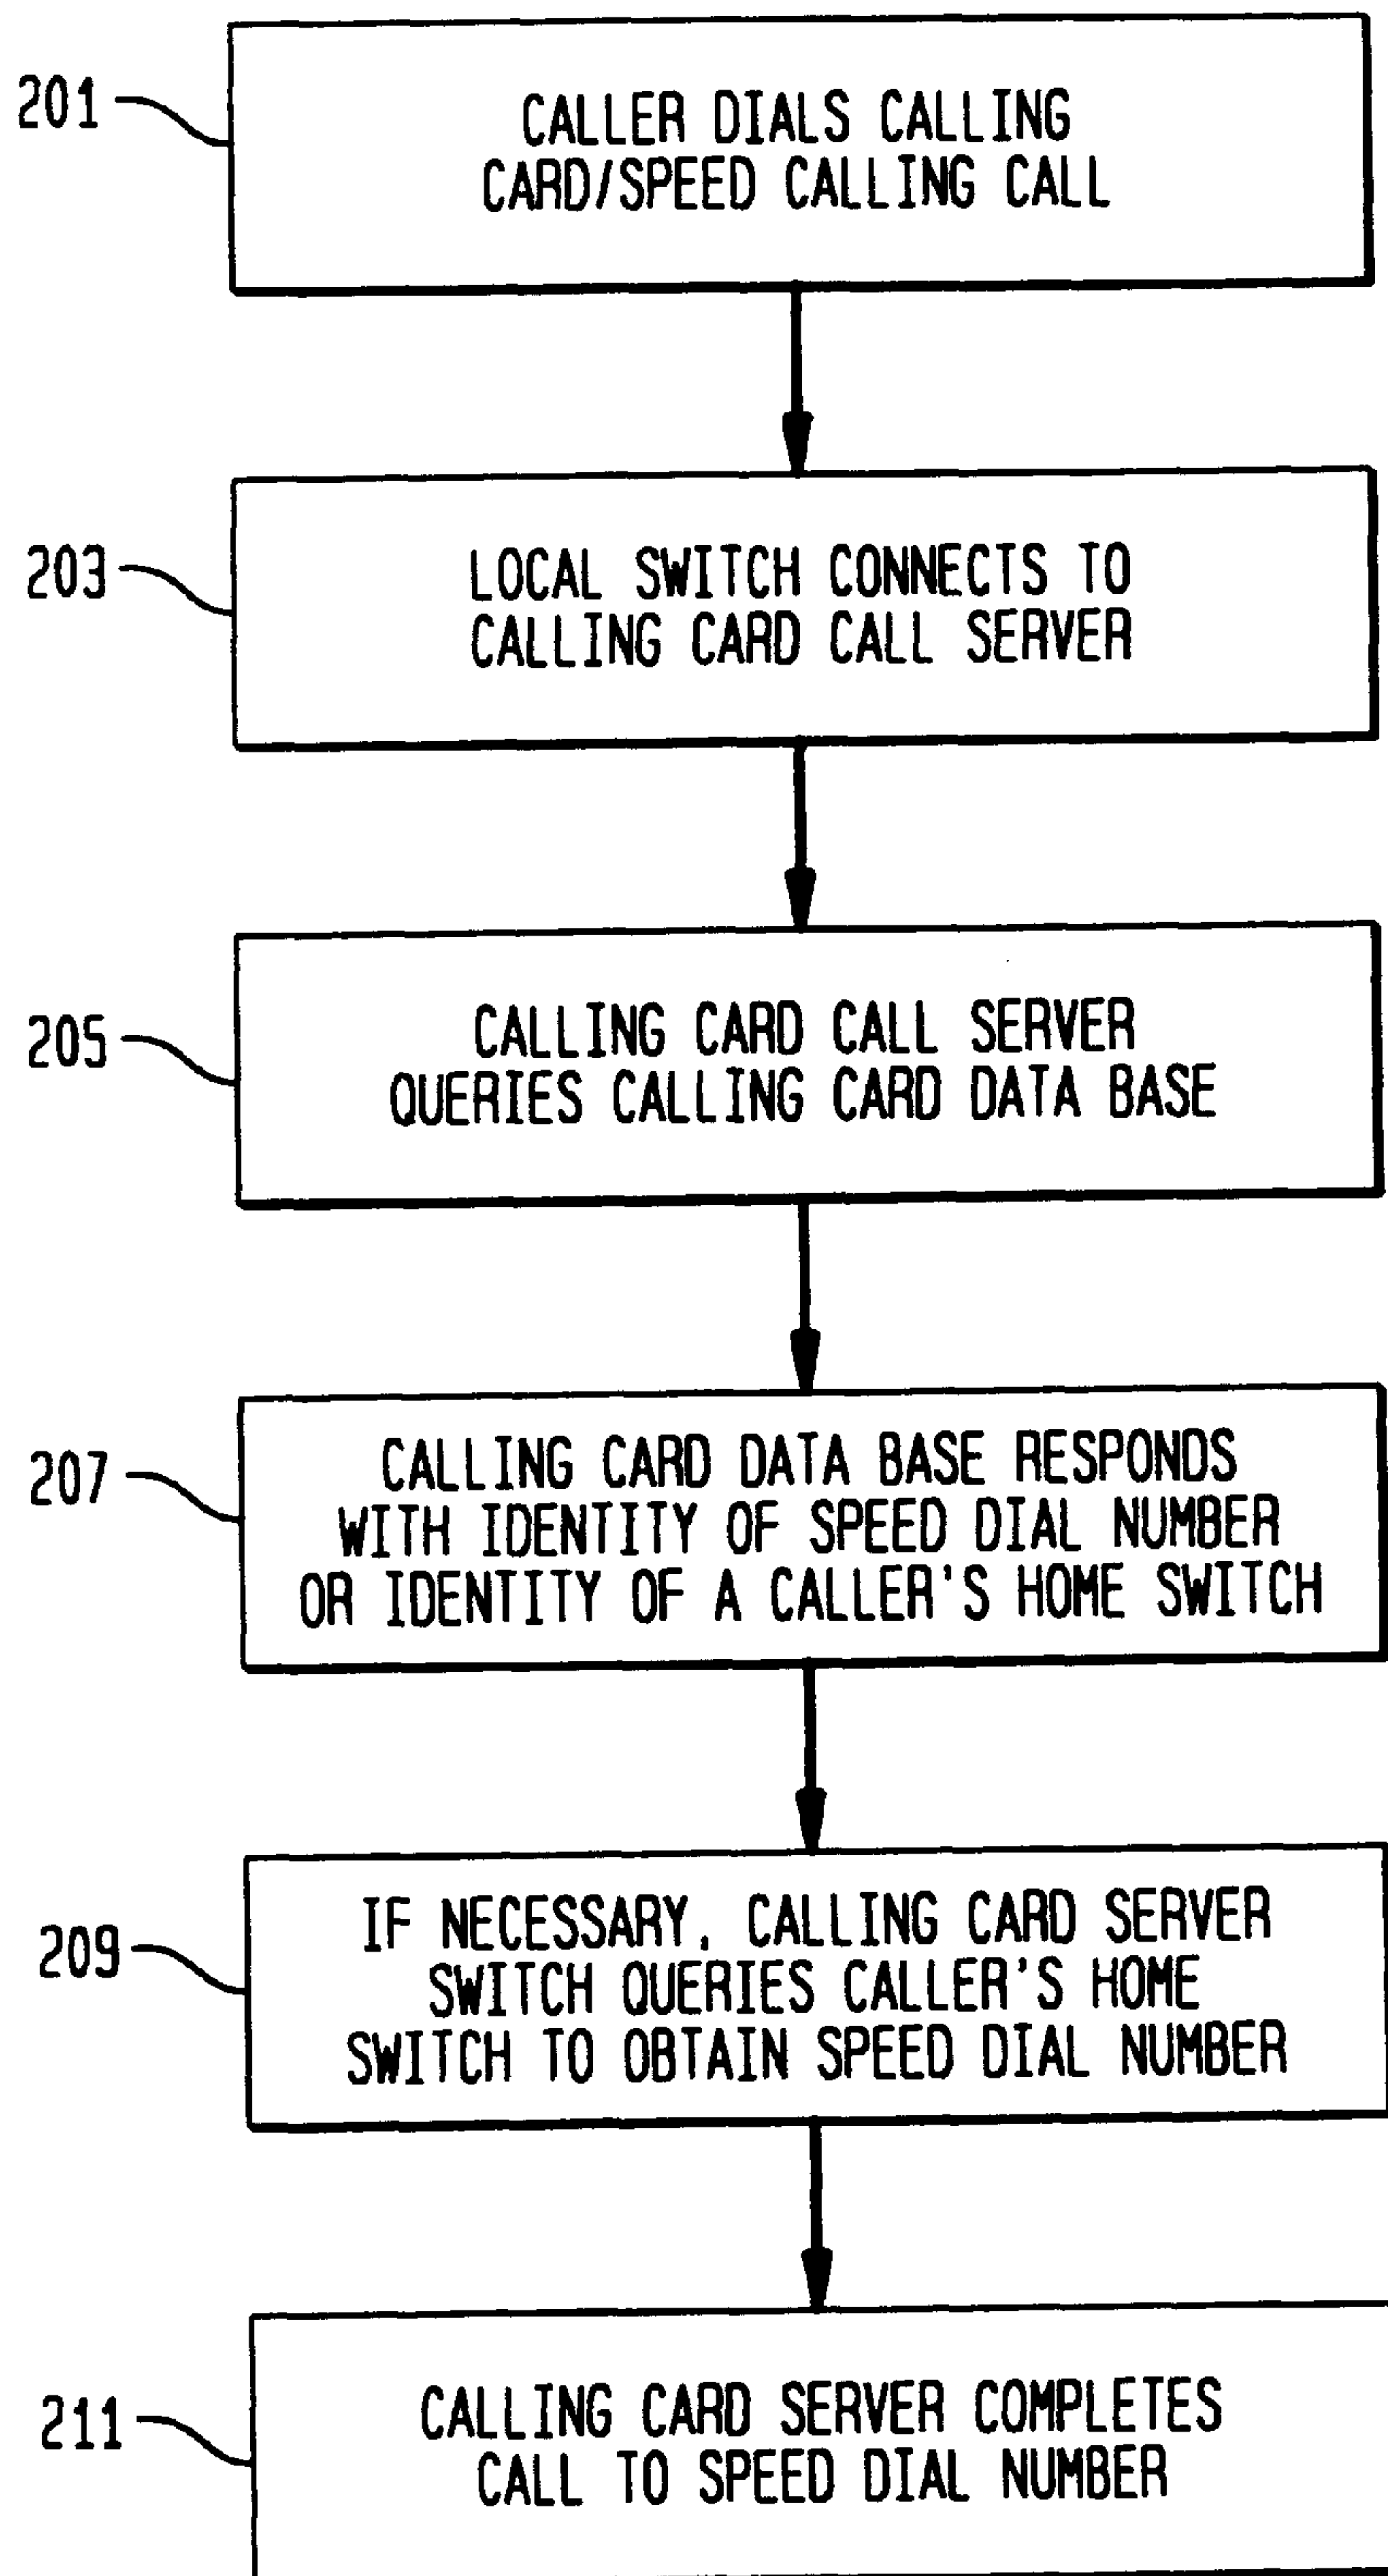 201
CALLER DIALS CALLING
CARD/SPEED CALLING CALL
203
LOCAL SWITCH CONNECTS TO
CALLING CARD CALL SERVER
205
CALLING CARD CALL SERVER
QUERIES CALLING CARD DATA BASE
207
CALLING CARD DATA BASE RESPONDS
WITH IDENTITY OF SPEED DIAL NUMBER
OR IDENTITY OF A CALLER'S HOME SWITCH
209
IF NECESSARY, CALLING CARD SERVER
SWITCH QUERIES CALLER'S HOME
SWITCH TO OBTAIN SPEED DIAL NUMBER
211
CALLING CARD SERVER COMPLETES
CALL TO SPEED DIAL NUMBER